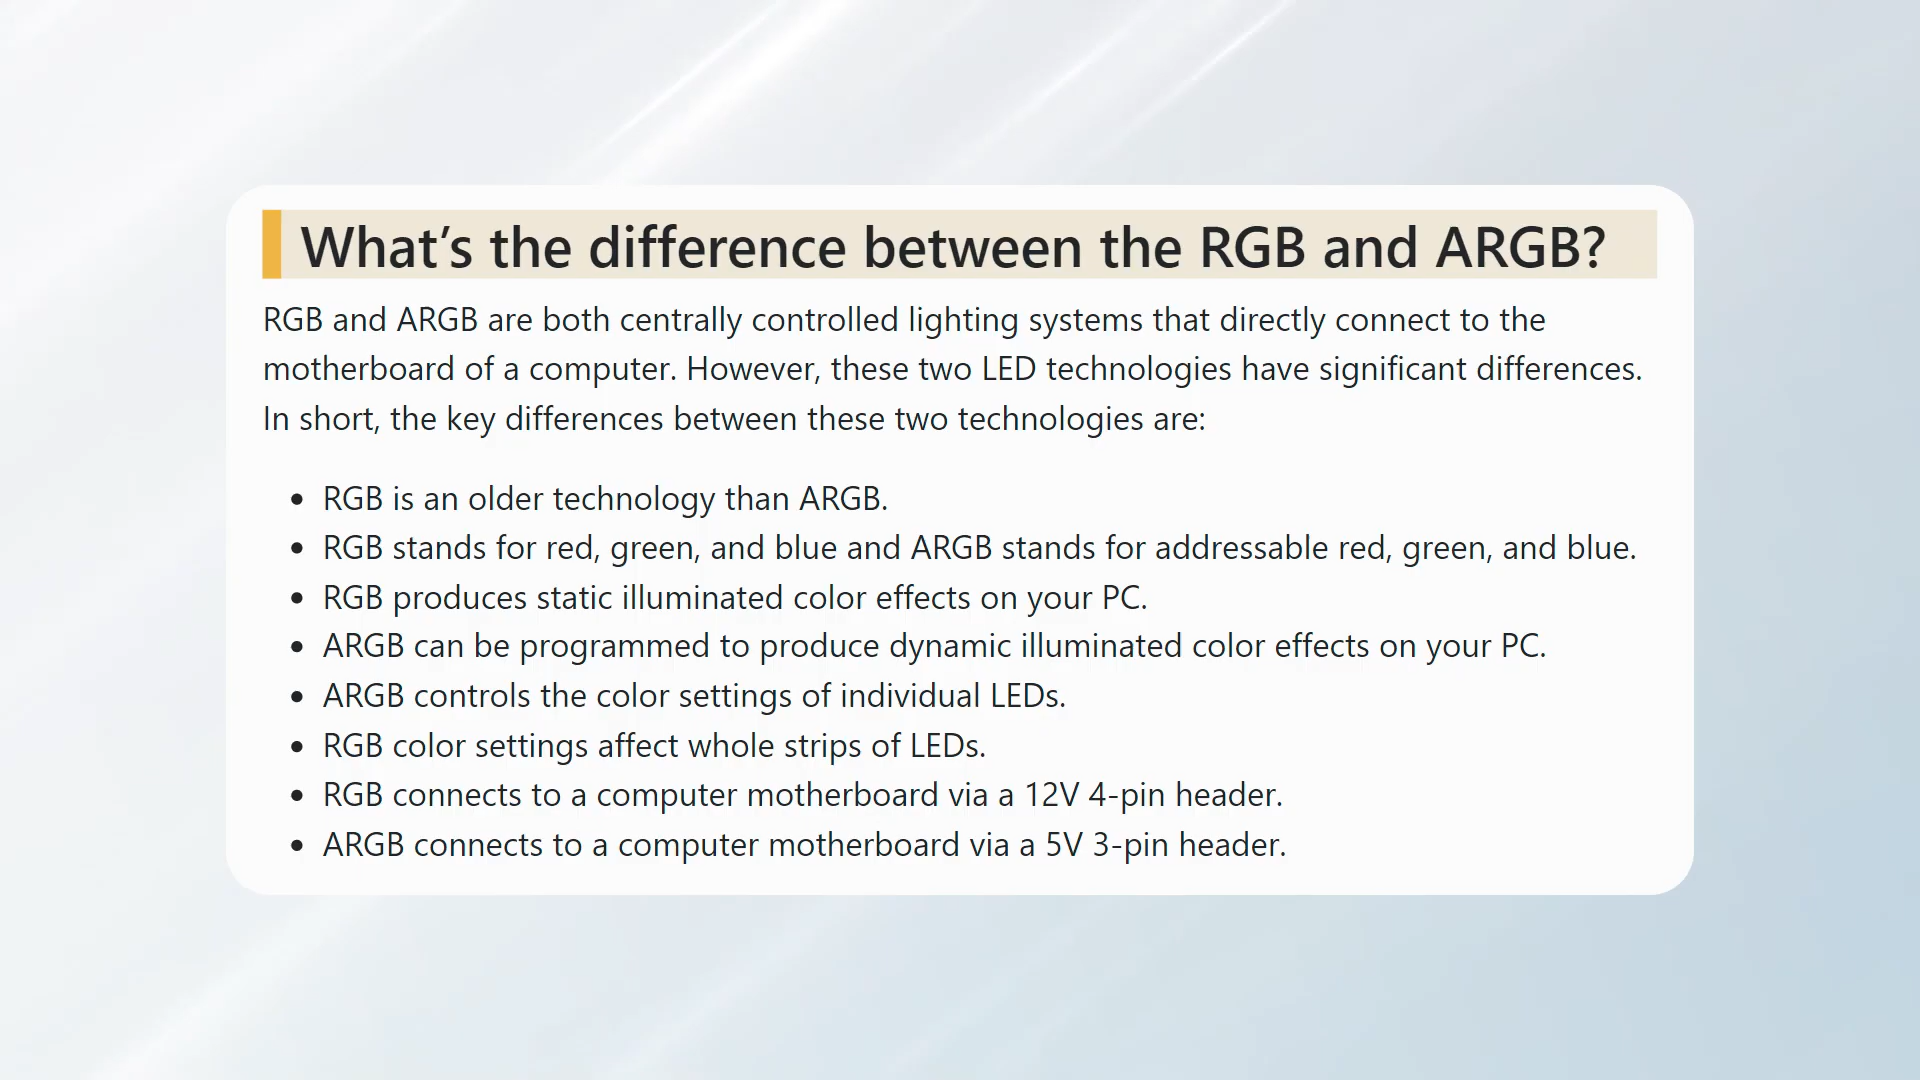 What’s the difference between the RGB and ARGB?
RGB and ARGB are both centrally controlled lighting systems that directly connect to the
motherboard of a computer. However, these two LED technologies have significant differences.
In short, the key differences between these two technologies are:
• RGB is an older technology than ARGB.
• RGB stands for red, green, and blue and ARGB stands for addressable red, green, and blue.
• RGB produces static illuminated color effects on your PC.
• ARGB can be programmed to produce dynamic illuminated color effects on your PC.
• ARGB controls the color settings of individual LEDs.
• RGB color settings affect whole strips of LEDs.
• RGB connects to a computer motherboard via a 12V 4-pin header.
• ARGB connects to a computer motherboard via a 5V 3-pin header.